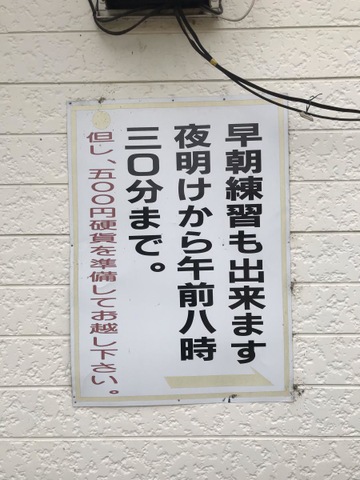 早朝練習も出来ます
夜明けから午前八時
三〇分まで。
但し、五〇〇円硬貨を準備してお越し下さい。